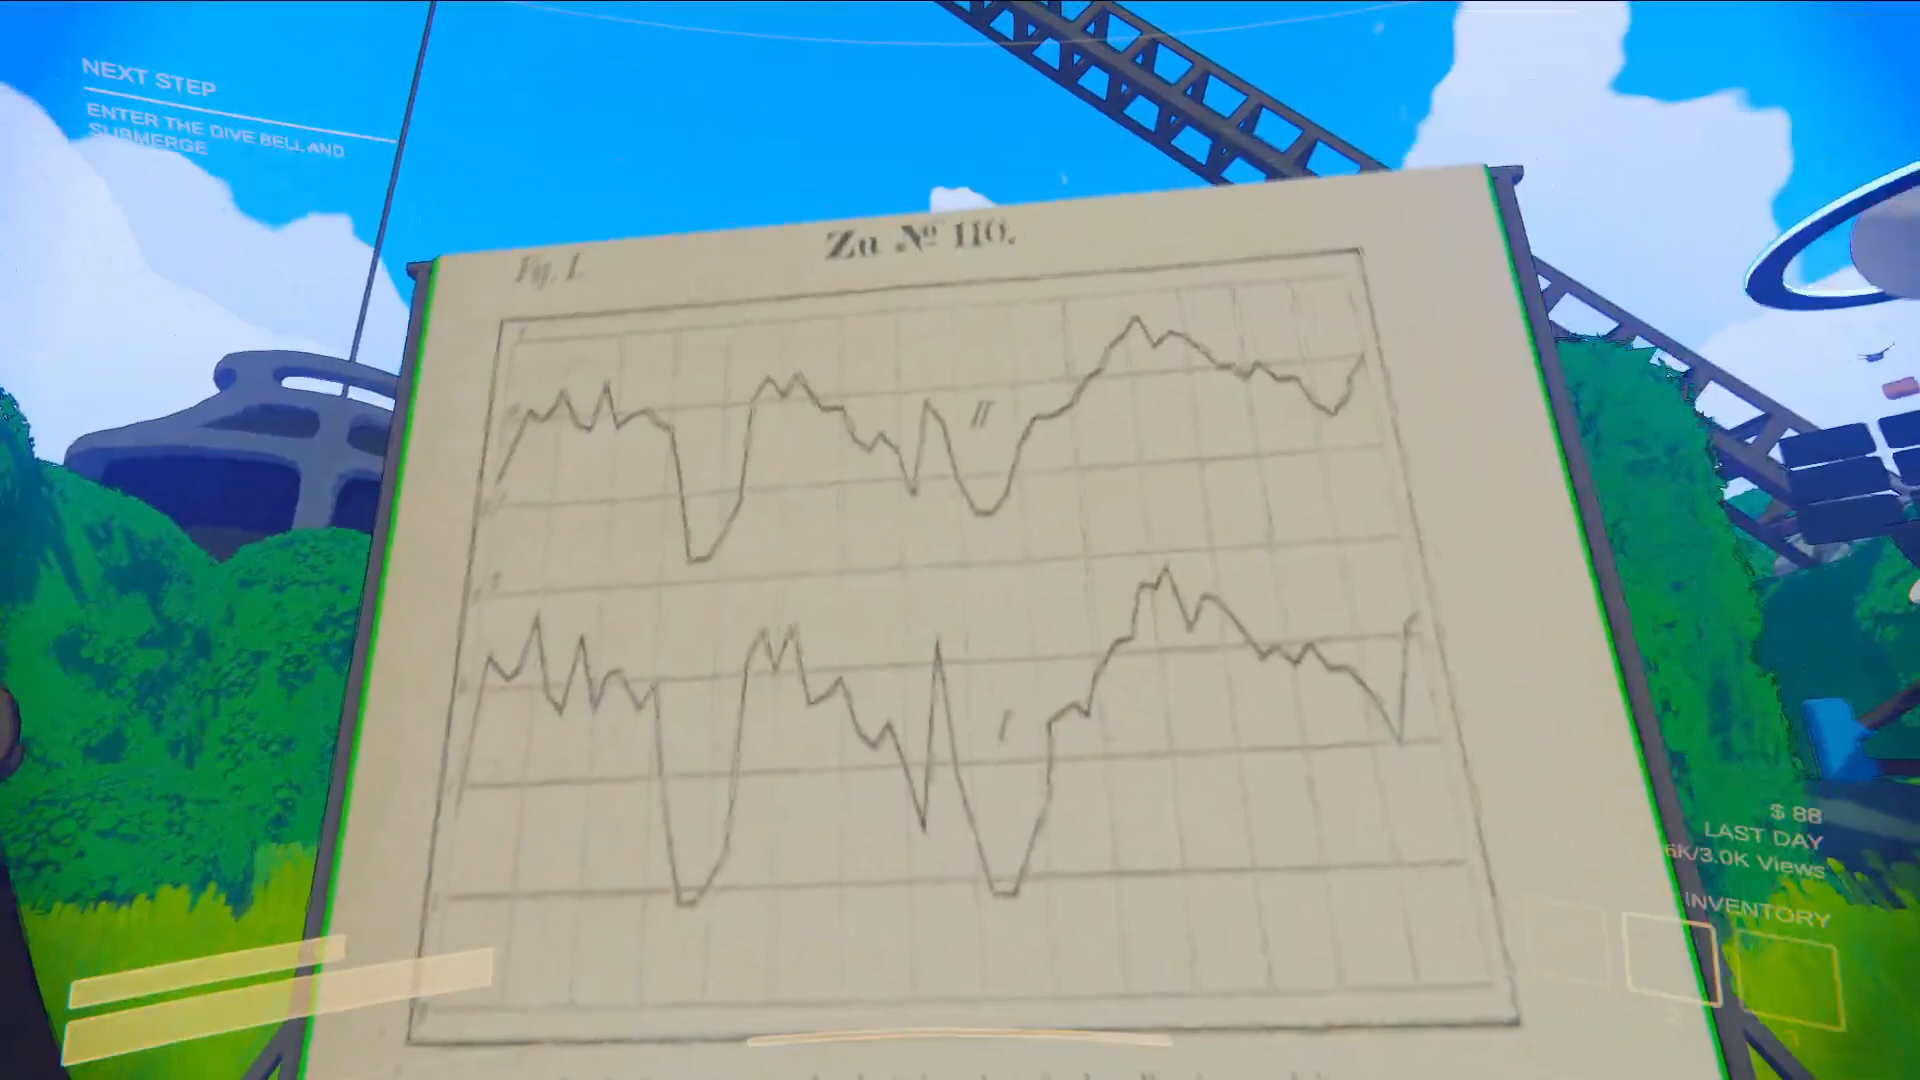 NEXT STEP
ENTER THE DIVE BELL AND
SUBMERGE
Zu № 110.
Fig. I.
II
I
$ 88
LAST DAY
6K/3.0K Views
INVENTORY